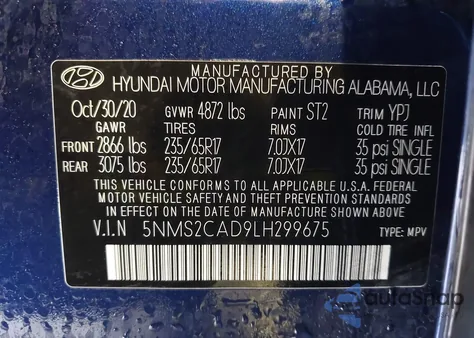 MANUFACTURED BY
HYUNDAI MOTOR MANUFACTURING ALABAMA, LLC
Oct/30/20 GVWR 4872 lbs PAINT ST2 TRIM YPJ
GAWR TIRES RIMS COLD TIRE INFL
FRONT 2866 lbs 235/65R17 7.0JX17 35 psi SINGLE
REAR 3075 lbs 235/65R17 7.0JX17 35 psi SINGLE
THIS VEHICLE CONFORMS TO ALL APPLICABLE U.S.A. FEDERAL
MOTOR VEHICLE SAFETY AND THEFT PREVENTION STANDARDS
IN EFFECT ON THE DATE OF MANUFACTURE SHOWN ABOVE.
V.I.N 5NMS2CAD9LH299675 TYPE: MPV
autoSnap